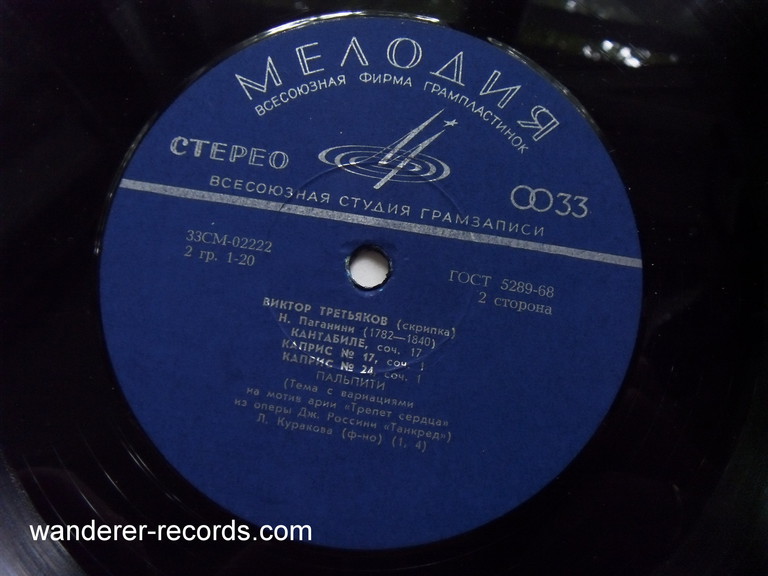 МЕЛОДИЯ
ВСЕСОЮЗНАЯ ФИРМА ГРАМПЛАСТИНОК
СТЕРЕО
33
ВСЕСОЮЗНАЯ СТУДИЯ ГРАМЗАПИСИ
33СМ-02222
2 гр. 1-20
ГОСТ 5289-68
2 сторона
ВИКТОР ТРЕТЬЯКОВ (скрипка)
Н. Паганини (1782—1840)
КАНТАБИЛЕ, соч. 17
КАПРИС № 17, соч. 1
КАПРИС № 24, соч. 1
ПАЛЬПИТИ
(Тема с вариациями
на мотив арии «Трепет сердца»
из оперы Дж. Россини «Танкред»)
Л. Куракова (ф-но) (1, 4)
wanderer-records.com